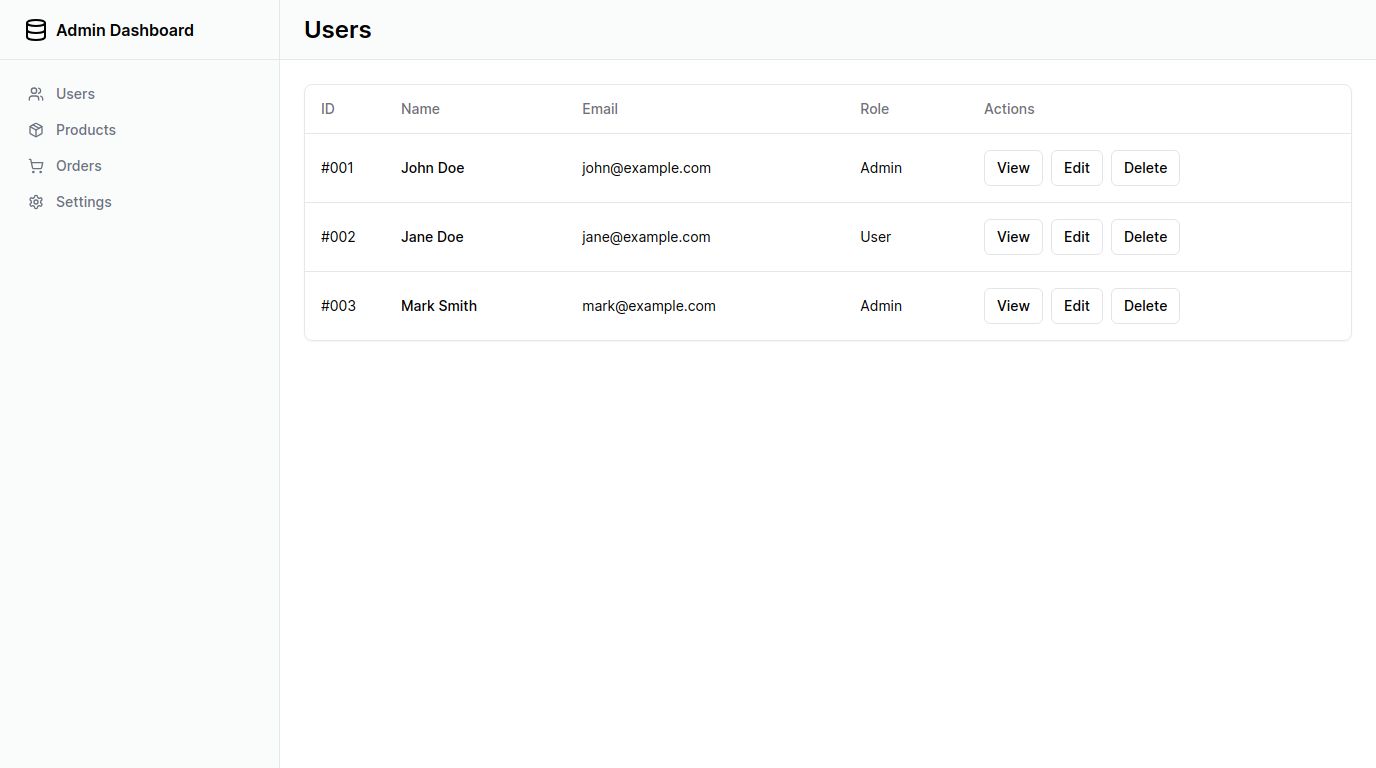 Admin Dashboard
Users
Products
Orders
Settings
Users
ID Name Email Role Actions
#001 John Doe john@example.com Admin View Edit Delete
#002 Jane Doe jane@example.com User View Edit Delete
#003 Mark Smith mark@example.com Admin View Edit Delete